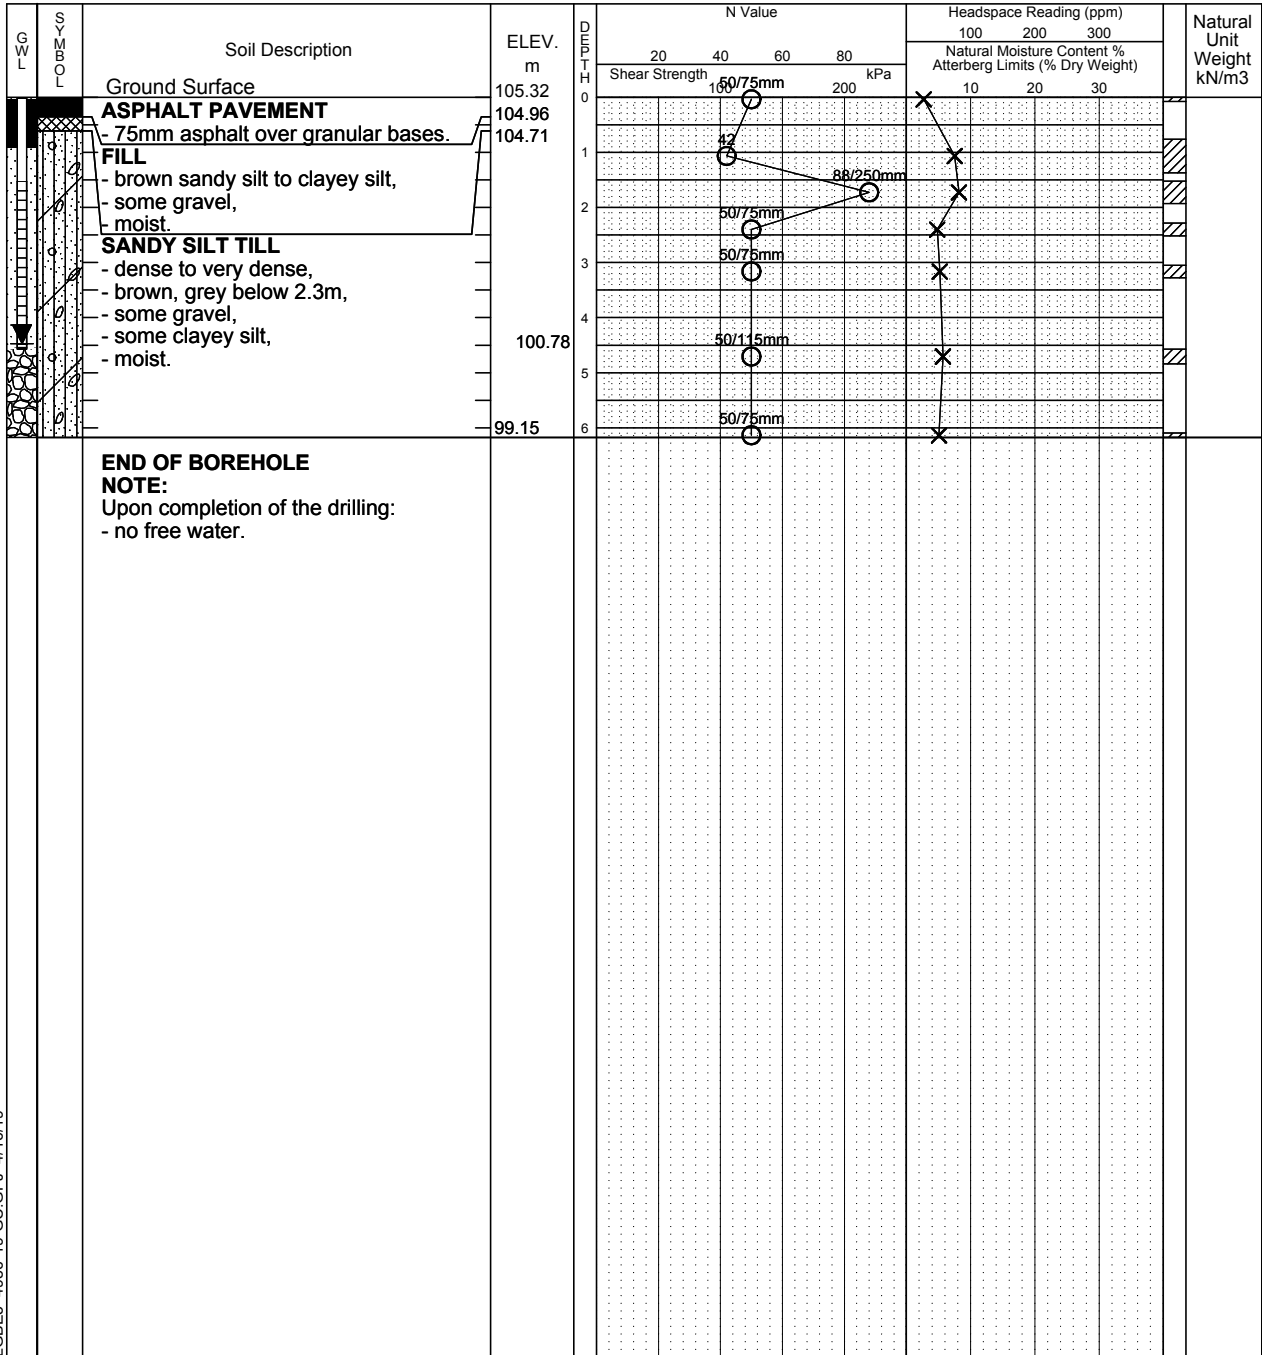 GWL
SYMBOL
Soil Description
ELEV.
m
DEPTH
N Value
20 40 60 80
Shear Strength kPa
100 200
Headspace Reading (ppm)
100 200 300
Natural Moisture Content %
Atterberg Limits (% Dry Weight)
10 20 30
Natural
Unit
Weight
kN/m3
Ground Surface
105.32
0
50/75mm
ASPHALT PAVEMENT
104.96
- 75mm asphalt over granular bases.
104.71
FILL
1
42
- brown sandy silt to clayey silt,
88/250mm
- some gravel,
2
- moist.
50/75mm
SANDY SILT TILL
50/75mm
- dense to very dense,
3
- brown, grey below 2.3m,
- some gravel,
4
- some clayey silt,
100.78
50/115mm
- moist.
5
50/75mm
99.15
6
END OF BOREHOLE
NOTE:
Upon completion of the drilling:
- no free water.